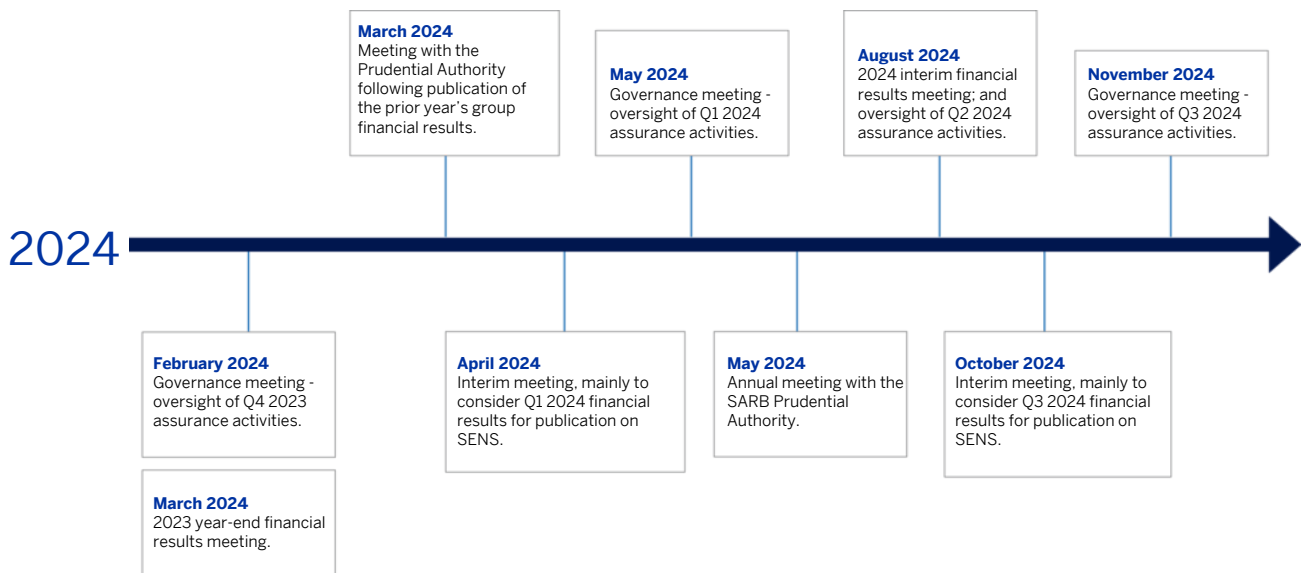 March 2024
Meeting with the
Prudential Authority
following publication of
the prior year's group
financial results.
May 2024
Governance meeting -
oversight of Q1 2024
assurance activities.
August 2024
2024 interim financial
results meeting; and
oversight of Q2 2024
assurance activities.
November 2024
Governance meeting -
oversight of Q3 2024
assurance activities.
2024
February 2024
Governance meeting -
oversight of Q4 2023
assurance activities.
March 2024
2023 year-end financial
results meeting.
April 2024
Interim meeting, mainly to
consider Q1 2024 financial
results for publication on
SENS.
May 2024
Annual meeting with the
SARB Prudential
Authority.
October 2024
Interim meeting, mainly to
consider Q3 2024 financial
results for publication on
SENS.